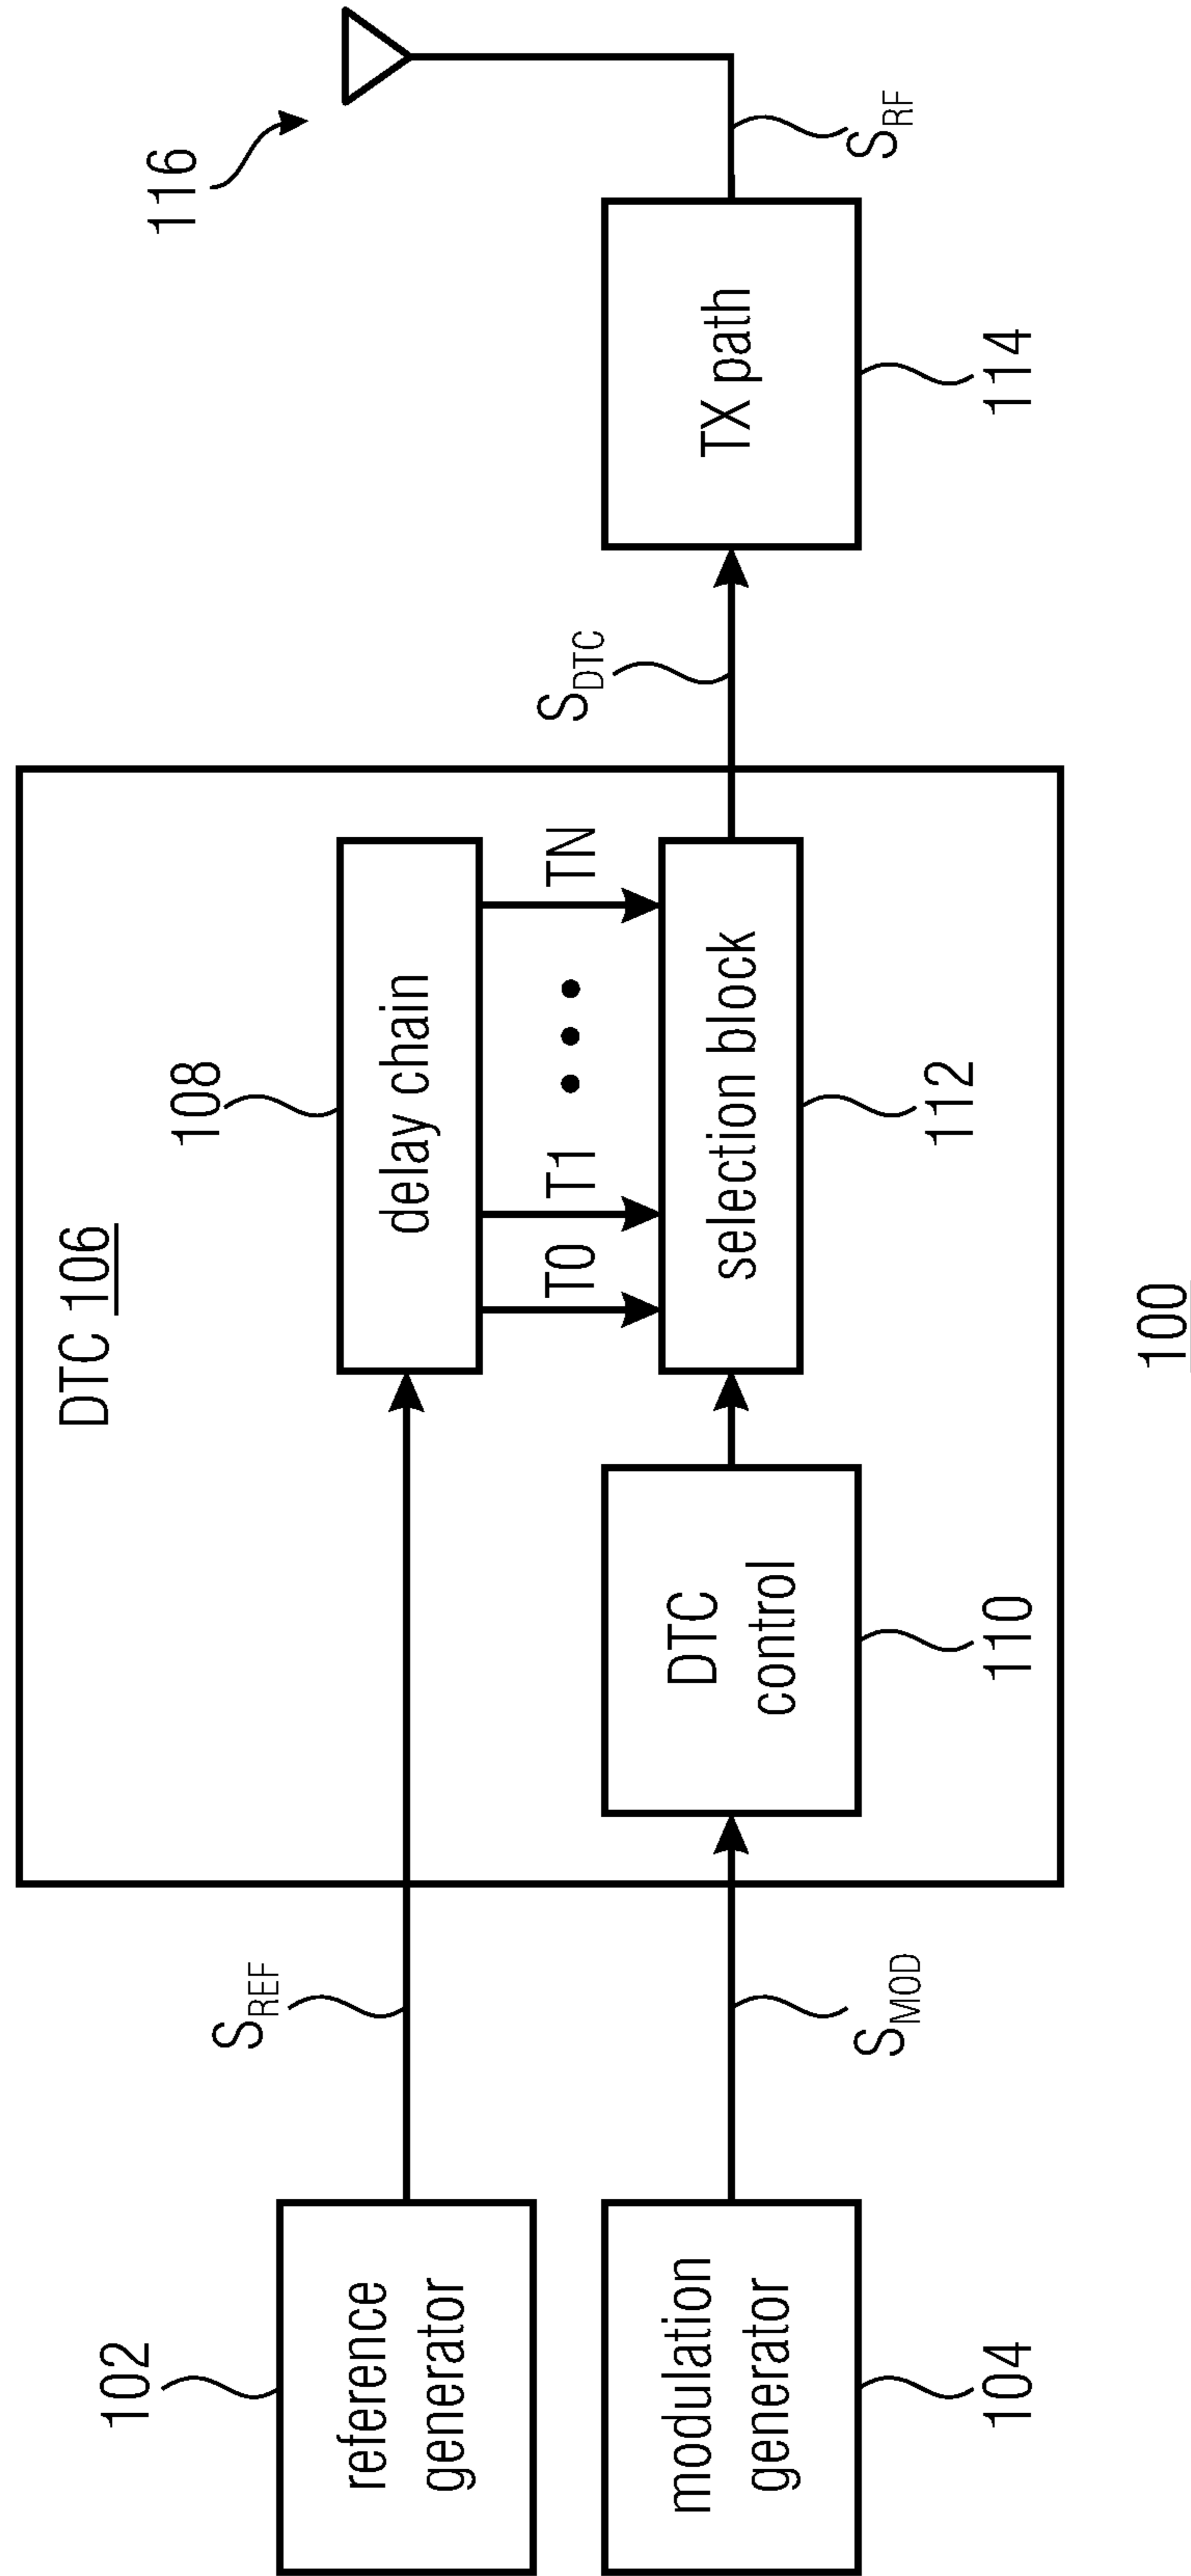 102
reference
generator
S_REF
modulation
generator
104
S_MOD
DTC 106
108
delay chain
T0
T1
TN
DTC
control
110
selection block
112
S_DTC
TX path
114
S_RF
116
100